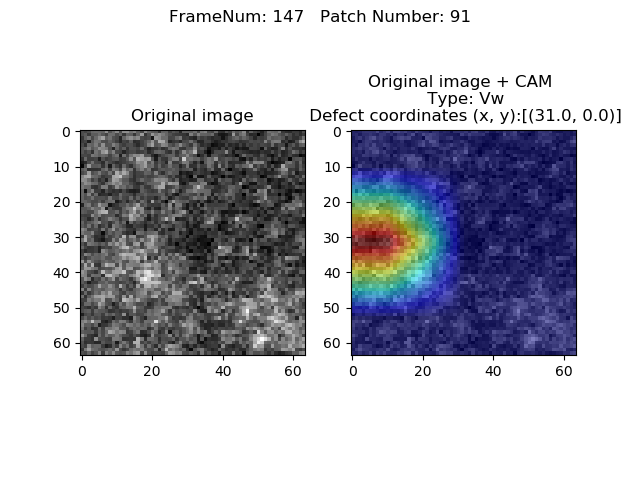 FrameNum: 147   Patch Number: 91
Original image
0
10
20
30
40
50
60
0 20 40 60
Original image + CAM
Type: Vw
Defect coordinates (x, y):[(31.0, 0.0)]
0
10
20
30
40
50
60
0 20 40 60